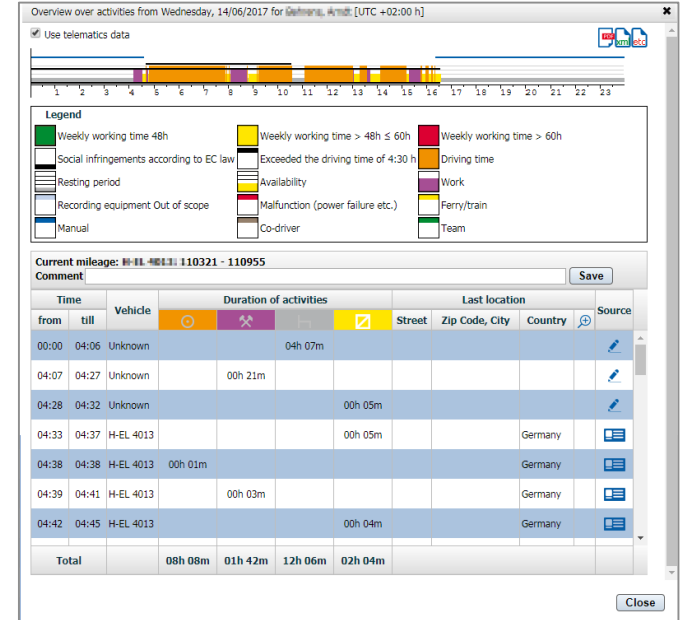 Overview over activities from Wednesday, 14/06/2017 for [UTC +02:00 h]
Use telematics data
PDF xml etc
1 2 3 4 5 6 7 8 9 10 11 12 13 14 15 16 17 18 19 20 21 22 23
Legend
Weekly working time 48h Weekly working time > 48h ≤ 60h Weekly working time > 60h
Social infringements according to EC law Exceeded the driving time of 4:30 h Driving time
Resting period Availability Work
Recording equipment Out of scope Malfunction (power failure etc.) Ferry/train
Manual Co-driver Team
Current mileage: 110321 - 110955
Comment Save
Time Vehicle Duration of activities Last location Source
from till Street Zip Code, City Country
00:00 04:06 Unknown 04h 07m
04:07 04:27 Unknown 00h 21m
04:28 04:32 Unknown 00h 05m
04:33 04:37 H-EL 4013 00h 05m Germany
04:38 04:38 H-EL 4013 00h 01m Germany
04:39 04:41 H-EL 4013 00h 03m Germany
04:42 04:45 H-EL 4013 00h 04m Germany
Total 08h 08m 01h 42m 12h 06m 02h 04m
Close